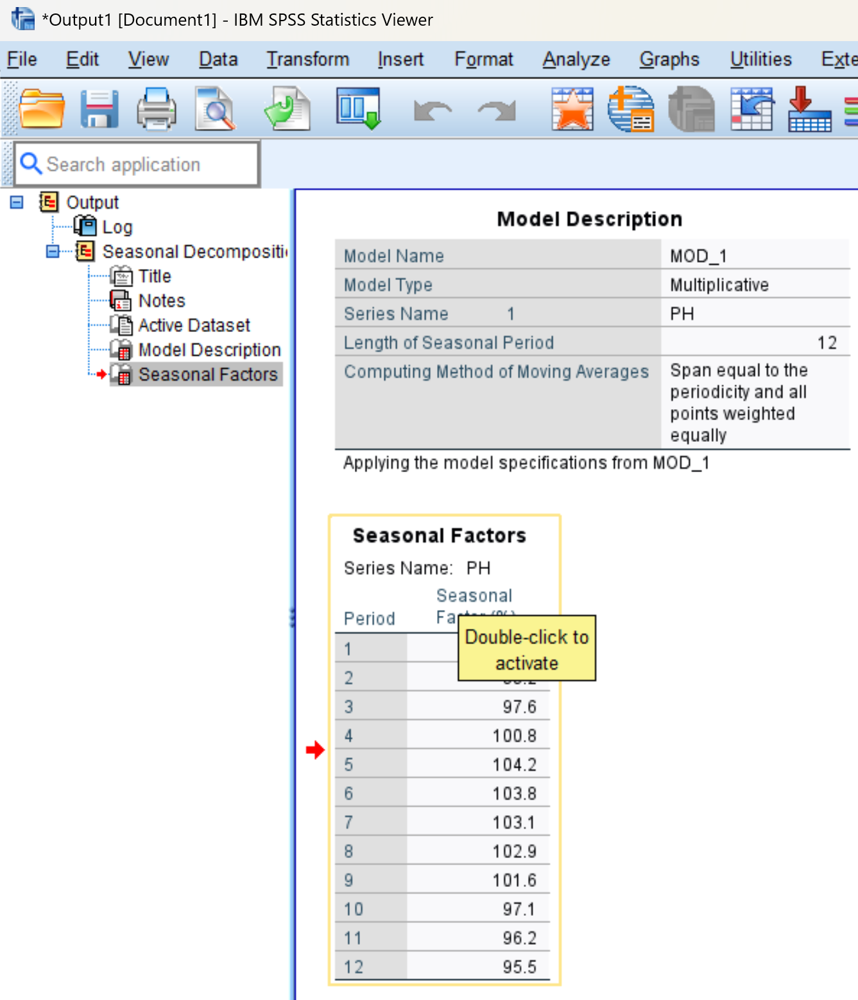 *Output1 [Document1] - IBM SPSS Statistics Viewer
File Edit View Data Transform Insert Format Analyze Graphs Utilities Exte
Search application
Output
Log
Seasonal Decompositi
Title
Notes
Active Dataset
Model Description
Seasonal Factors
Model Description
Model Name MOD_1
Model Type Multiplicative
Series Name 1 PH
Length of Seasonal Period 12
Computing Method of Moving Averages Span equal to the
periodicity and all
points weighted
equally
Applying the model specifications from MOD_1
Seasonal Factors
Series Name: PH
Seasonal
Period
Double-click to
activate
1
2
3 97.6
4 100.8
5 104.2
6 103.8
7 103.1
8 102.9
9 101.6
10 97.1
11 96.2
12 95.5